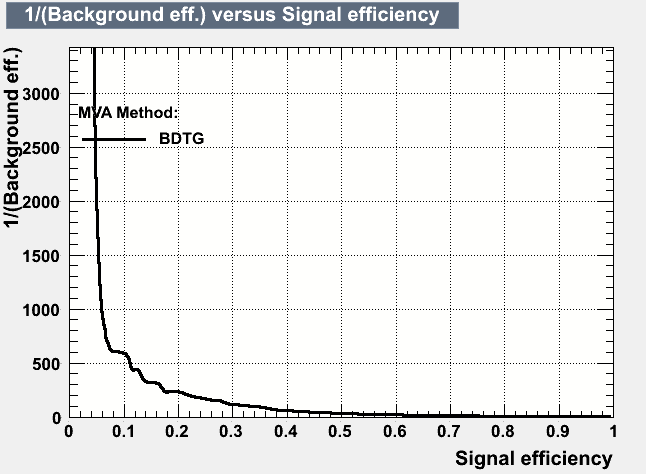 1/(Background eff.) versus Signal efficiency
1/(Background eff.)
3000
2500
2000
1500
1000
500
0
MVA Method:
BDTG
0 0.1 0.2 0.3 0.4 0.5 0.6 0.7 0.8 0.9 1
Signal efficiency